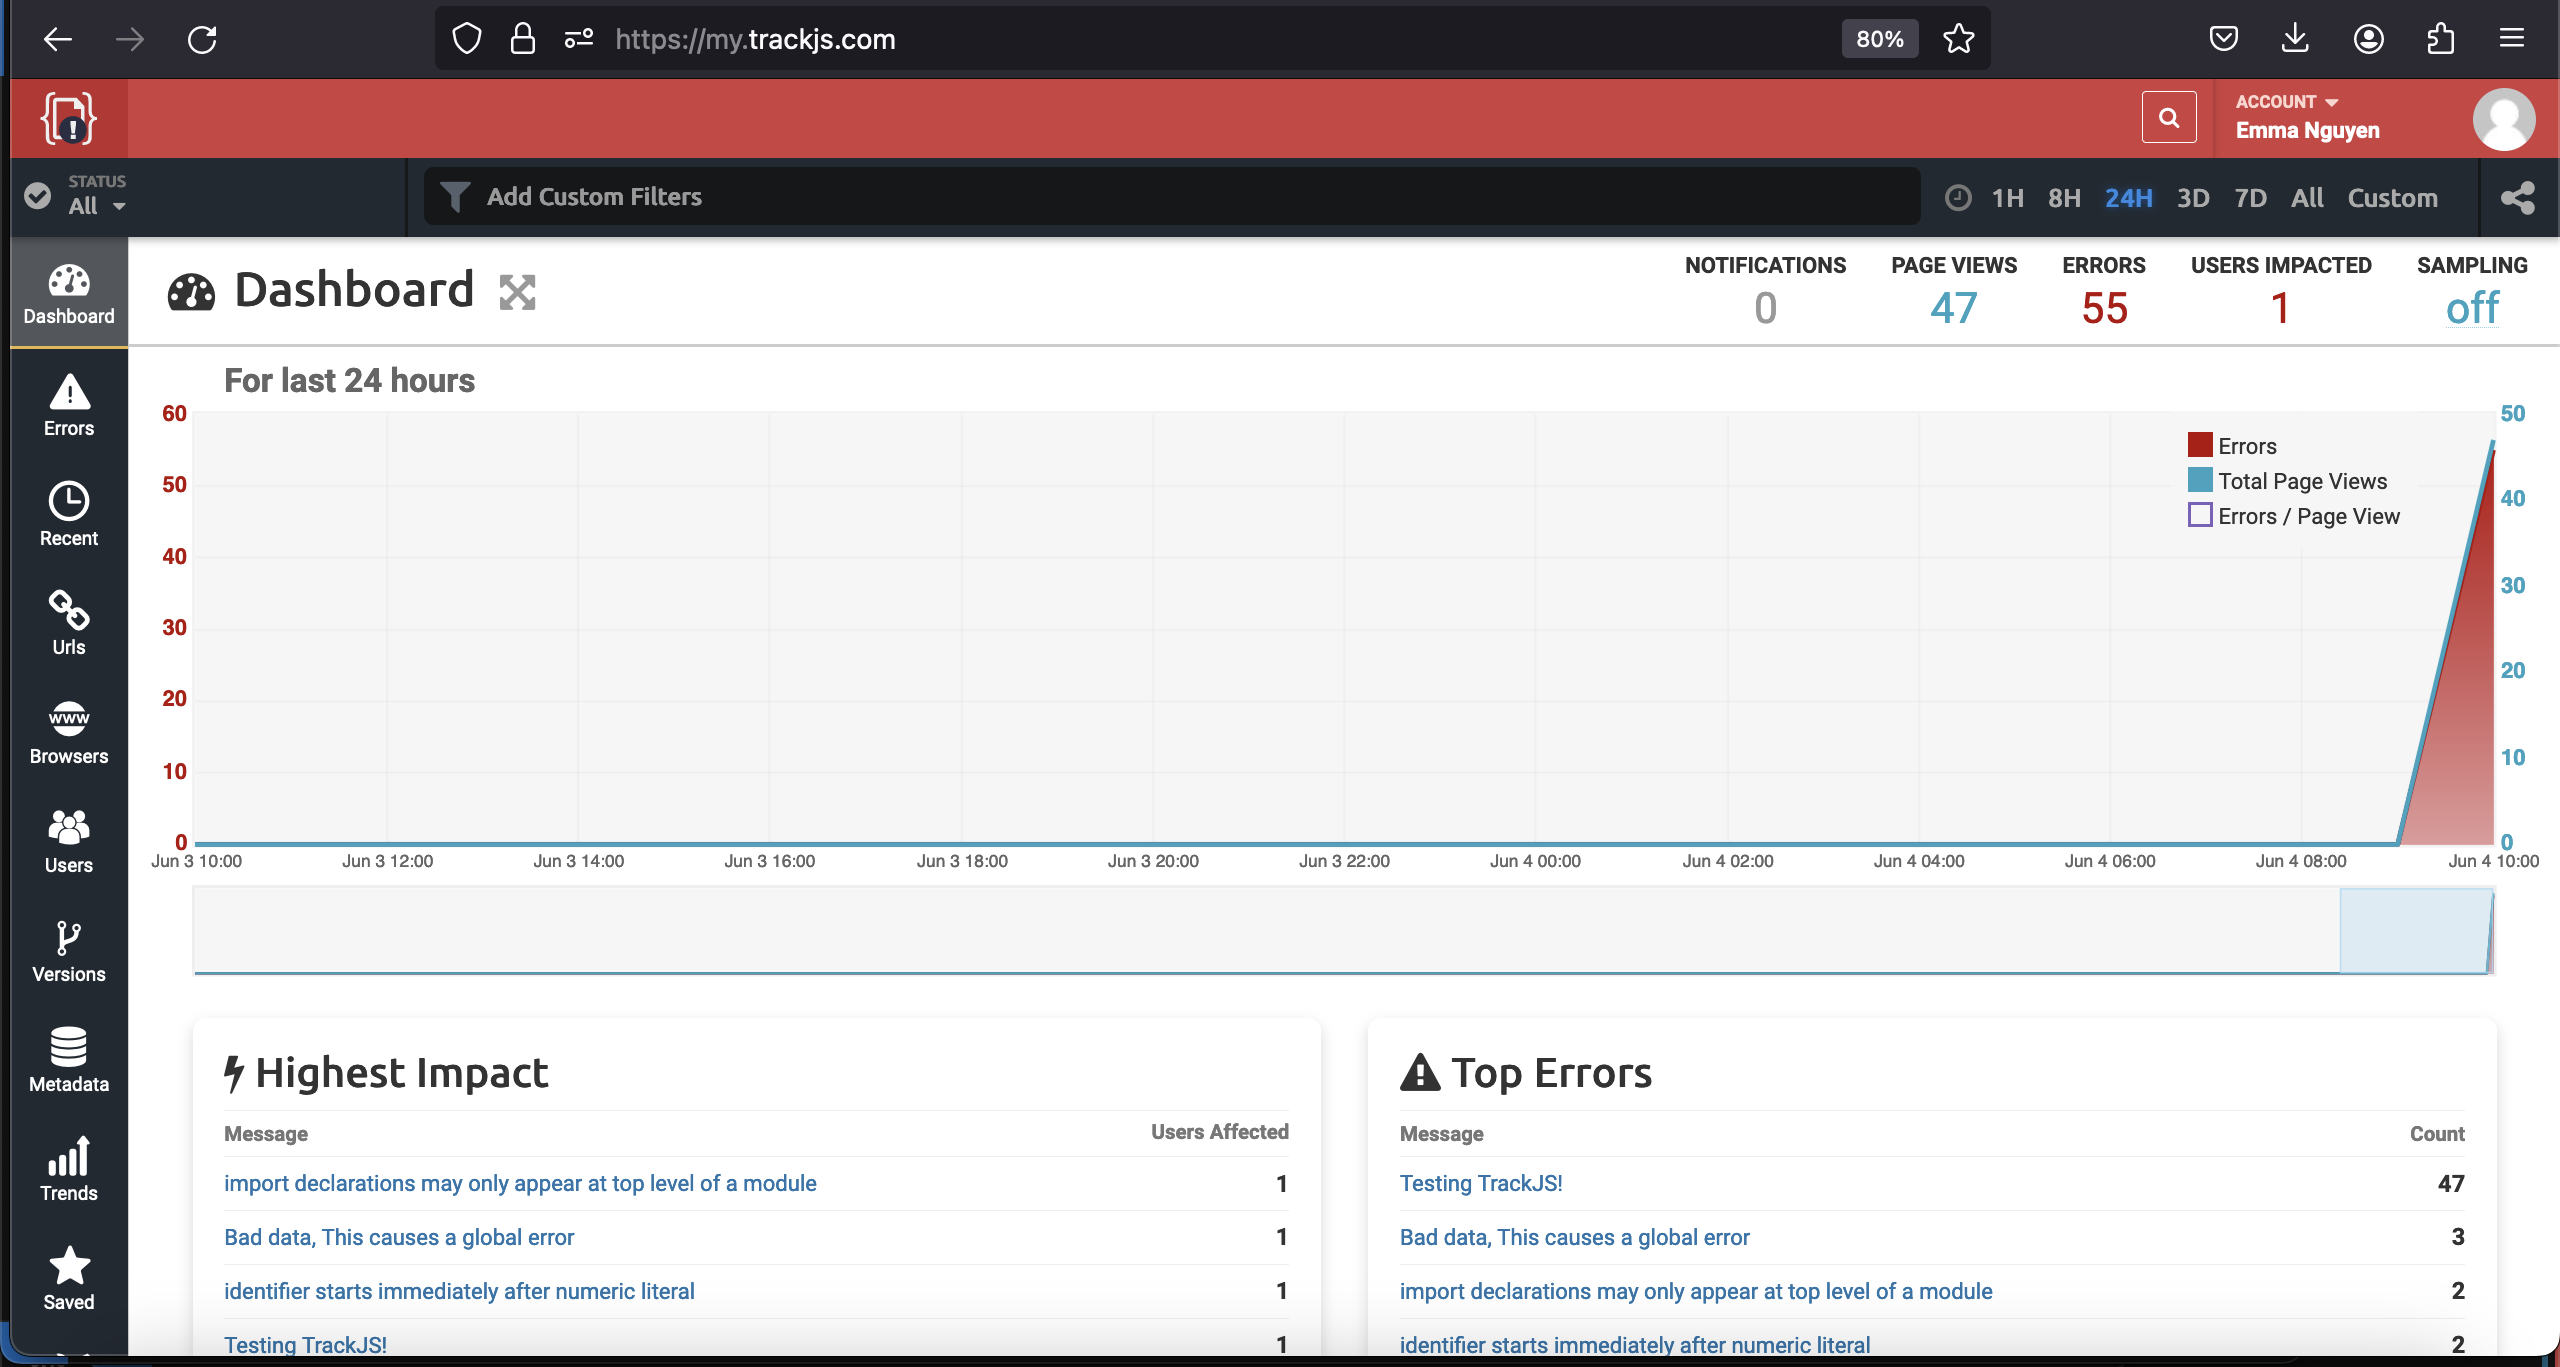 https://my.trackjs.com
80%
ACCOUNT
Emma Nguyen
STATUS
All
Add Custom Filters
1H 8H 24H 3D 7D All Custom
Dashboard
Errors
Recent
Urls
www
Browsers
Users
Versions
Metadata
Trends
Saved
Dashboard
NOTIFICATIONS PAGE VIEWS ERRORS USERS IMPACTED SAMPLING
0 47 55 1 off
For last 24 hours
60
50
40
30
20
10
0
Errors
Total Page Views
Errors / Page View
50
40
30
20
10
0
Jun 3 10:00 Jun 3 12:00 Jun 3 14:00 Jun 3 16:00 Jun 3 18:00 Jun 3 20:00 Jun 3 22:00 Jun 4 00:00 Jun 4 02:00 Jun 4 04:00 Jun 4 06:00 Jun 4 08:00 Jun 4 10:00
Highest Impact
Message Users Affected
import declarations may only appear at top level of a module 1
Bad data, This causes a global error 1
identifier starts immediately after numeric literal 1
Testing TrackJS! 1
Top Errors
Message Count
Testing TrackJS! 47
Bad data, This causes a global error 3
import declarations may only appear at top level of a module 2
identifier starts immediately after numeric literal 2